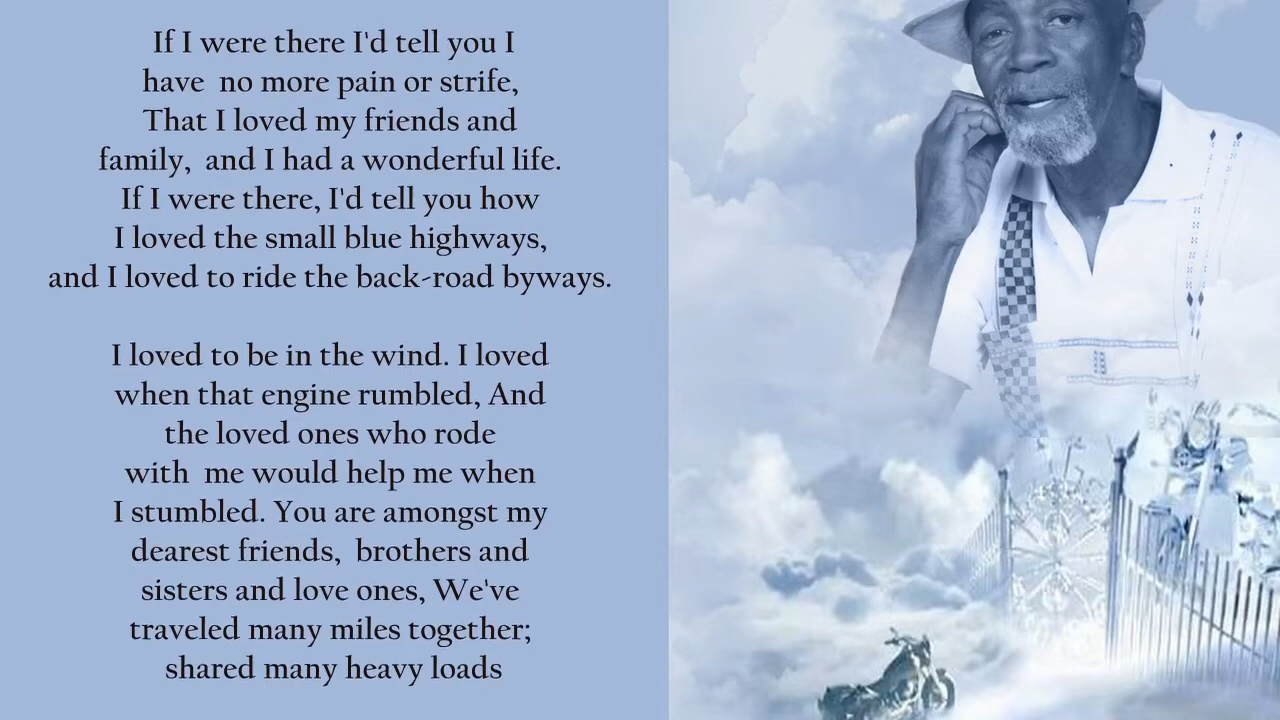 If I were there I'd tell you I
have no more pain or strife,
That I loved my friends and
family, and I had a wonderful life.
If I were there, I'd tell you how
I loved the small blue highways,
and I loved to ride the back-road byways.
I loved to be in the wind. I loved
when that engine rumbled, And
the loved ones who rode
with me would help me when
I stumbled. You are amongst my
dearest friends, brothers and
sisters and love ones, We've
traveled many miles together;
shared many heavy loads